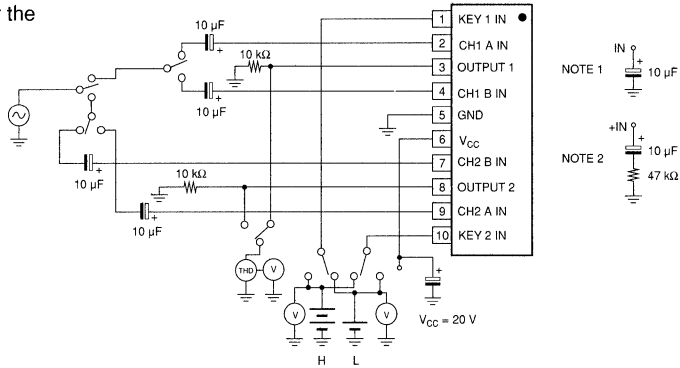 r the
10 µF
+
10 kΩ
+
10 µF
+
10 µF
10 kΩ
+
10 µF
THD
V
V
V
H
L
+
V_CC = 20 V
1 KEY 1 IN
2 CH1 A IN
3 OUTPUT 1
4 CH1 B IN
5 GND
6 V_CC
7 CH2 B IN
8 OUTPUT 2
9 CH2 A IN
10 KEY 2 IN
NOTE 1
IN
+
10 µF
NOTE 2
+IN
+
10 µF
47 kΩ